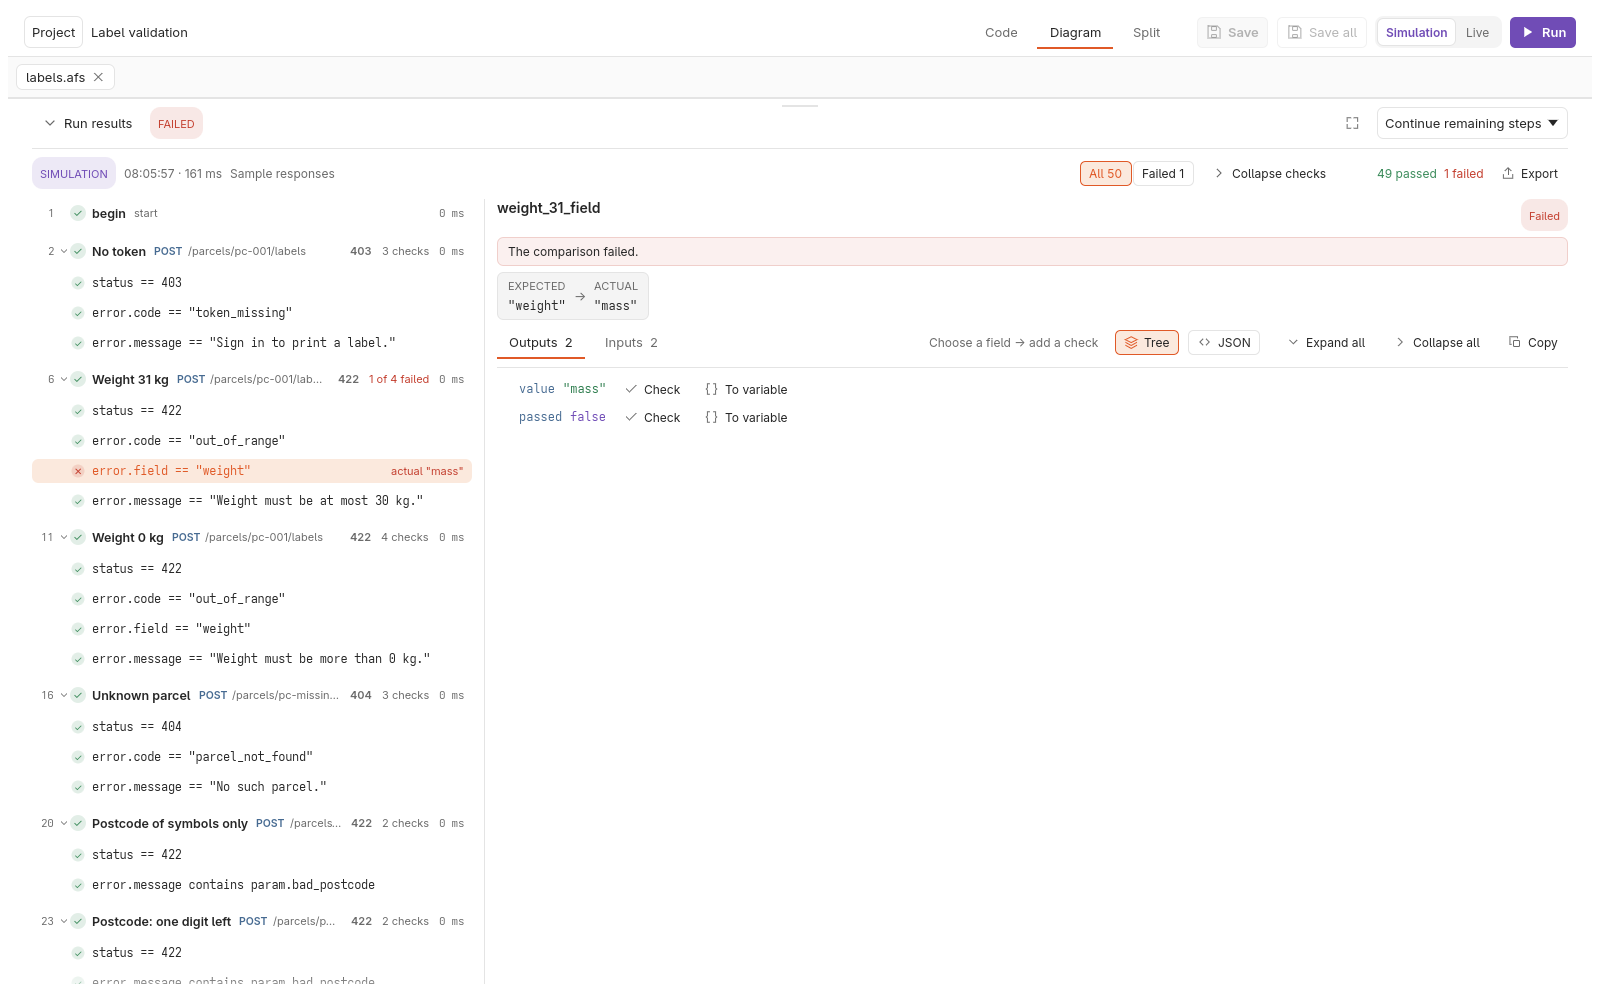 Project Label validation Code Diagram Split Save Save all Simulation Live Run
labels.afs
Run results FAILED Continue remaining steps
SIMULATION 08:05:57 · 161 ms Sample responses All 50 Failed 1 Collapse checks 49 passed 1 failed Export
1 begin start 0 ms
2 No token POST /parcels/pc-001/labels 403 3 checks 0 ms
status == 403
error.code == "token_missing"
error.message == "Sign in to print a label."
6 Weight 31 kg POST /parcels/pc-001/lab... 422 1 of 4 failed 0 ms
status == 422
error.code == "out_of_range"
error.field == "weight" actual "mass"
error.message == "Weight must be at most 30 kg."
11 Weight 0 kg POST /parcels/pc-001/labels 422 4 checks 0 ms
status == 422
error.code == "out_of_range"
error.field == "weight"
error.message == "Weight must be more than 0 kg."
16 Unknown parcel POST /parcels/pc-missin... 404 3 checks 0 ms
status == 404
error.code == "parcel_not_found"
error.message == "No such parcel."
20 Postcode of symbols only POST /parcels... 422 2 checks 0 ms
status == 422
error.message contains param.bad_postcode
23 Postcode: one digit left POST /parcels/p... 422 2 checks 0 ms
status == 422
error.message contains param.bad_postcode
weight_31_field Failed
The comparison failed.
EXPECTED → ACTUAL
"weight" "mass"
Outputs 2 Inputs 2 Choose a field → add a check Tree JSON Expand all Collapse all Copy
value "mass" Check {} To variable
passed false Check {} To variable